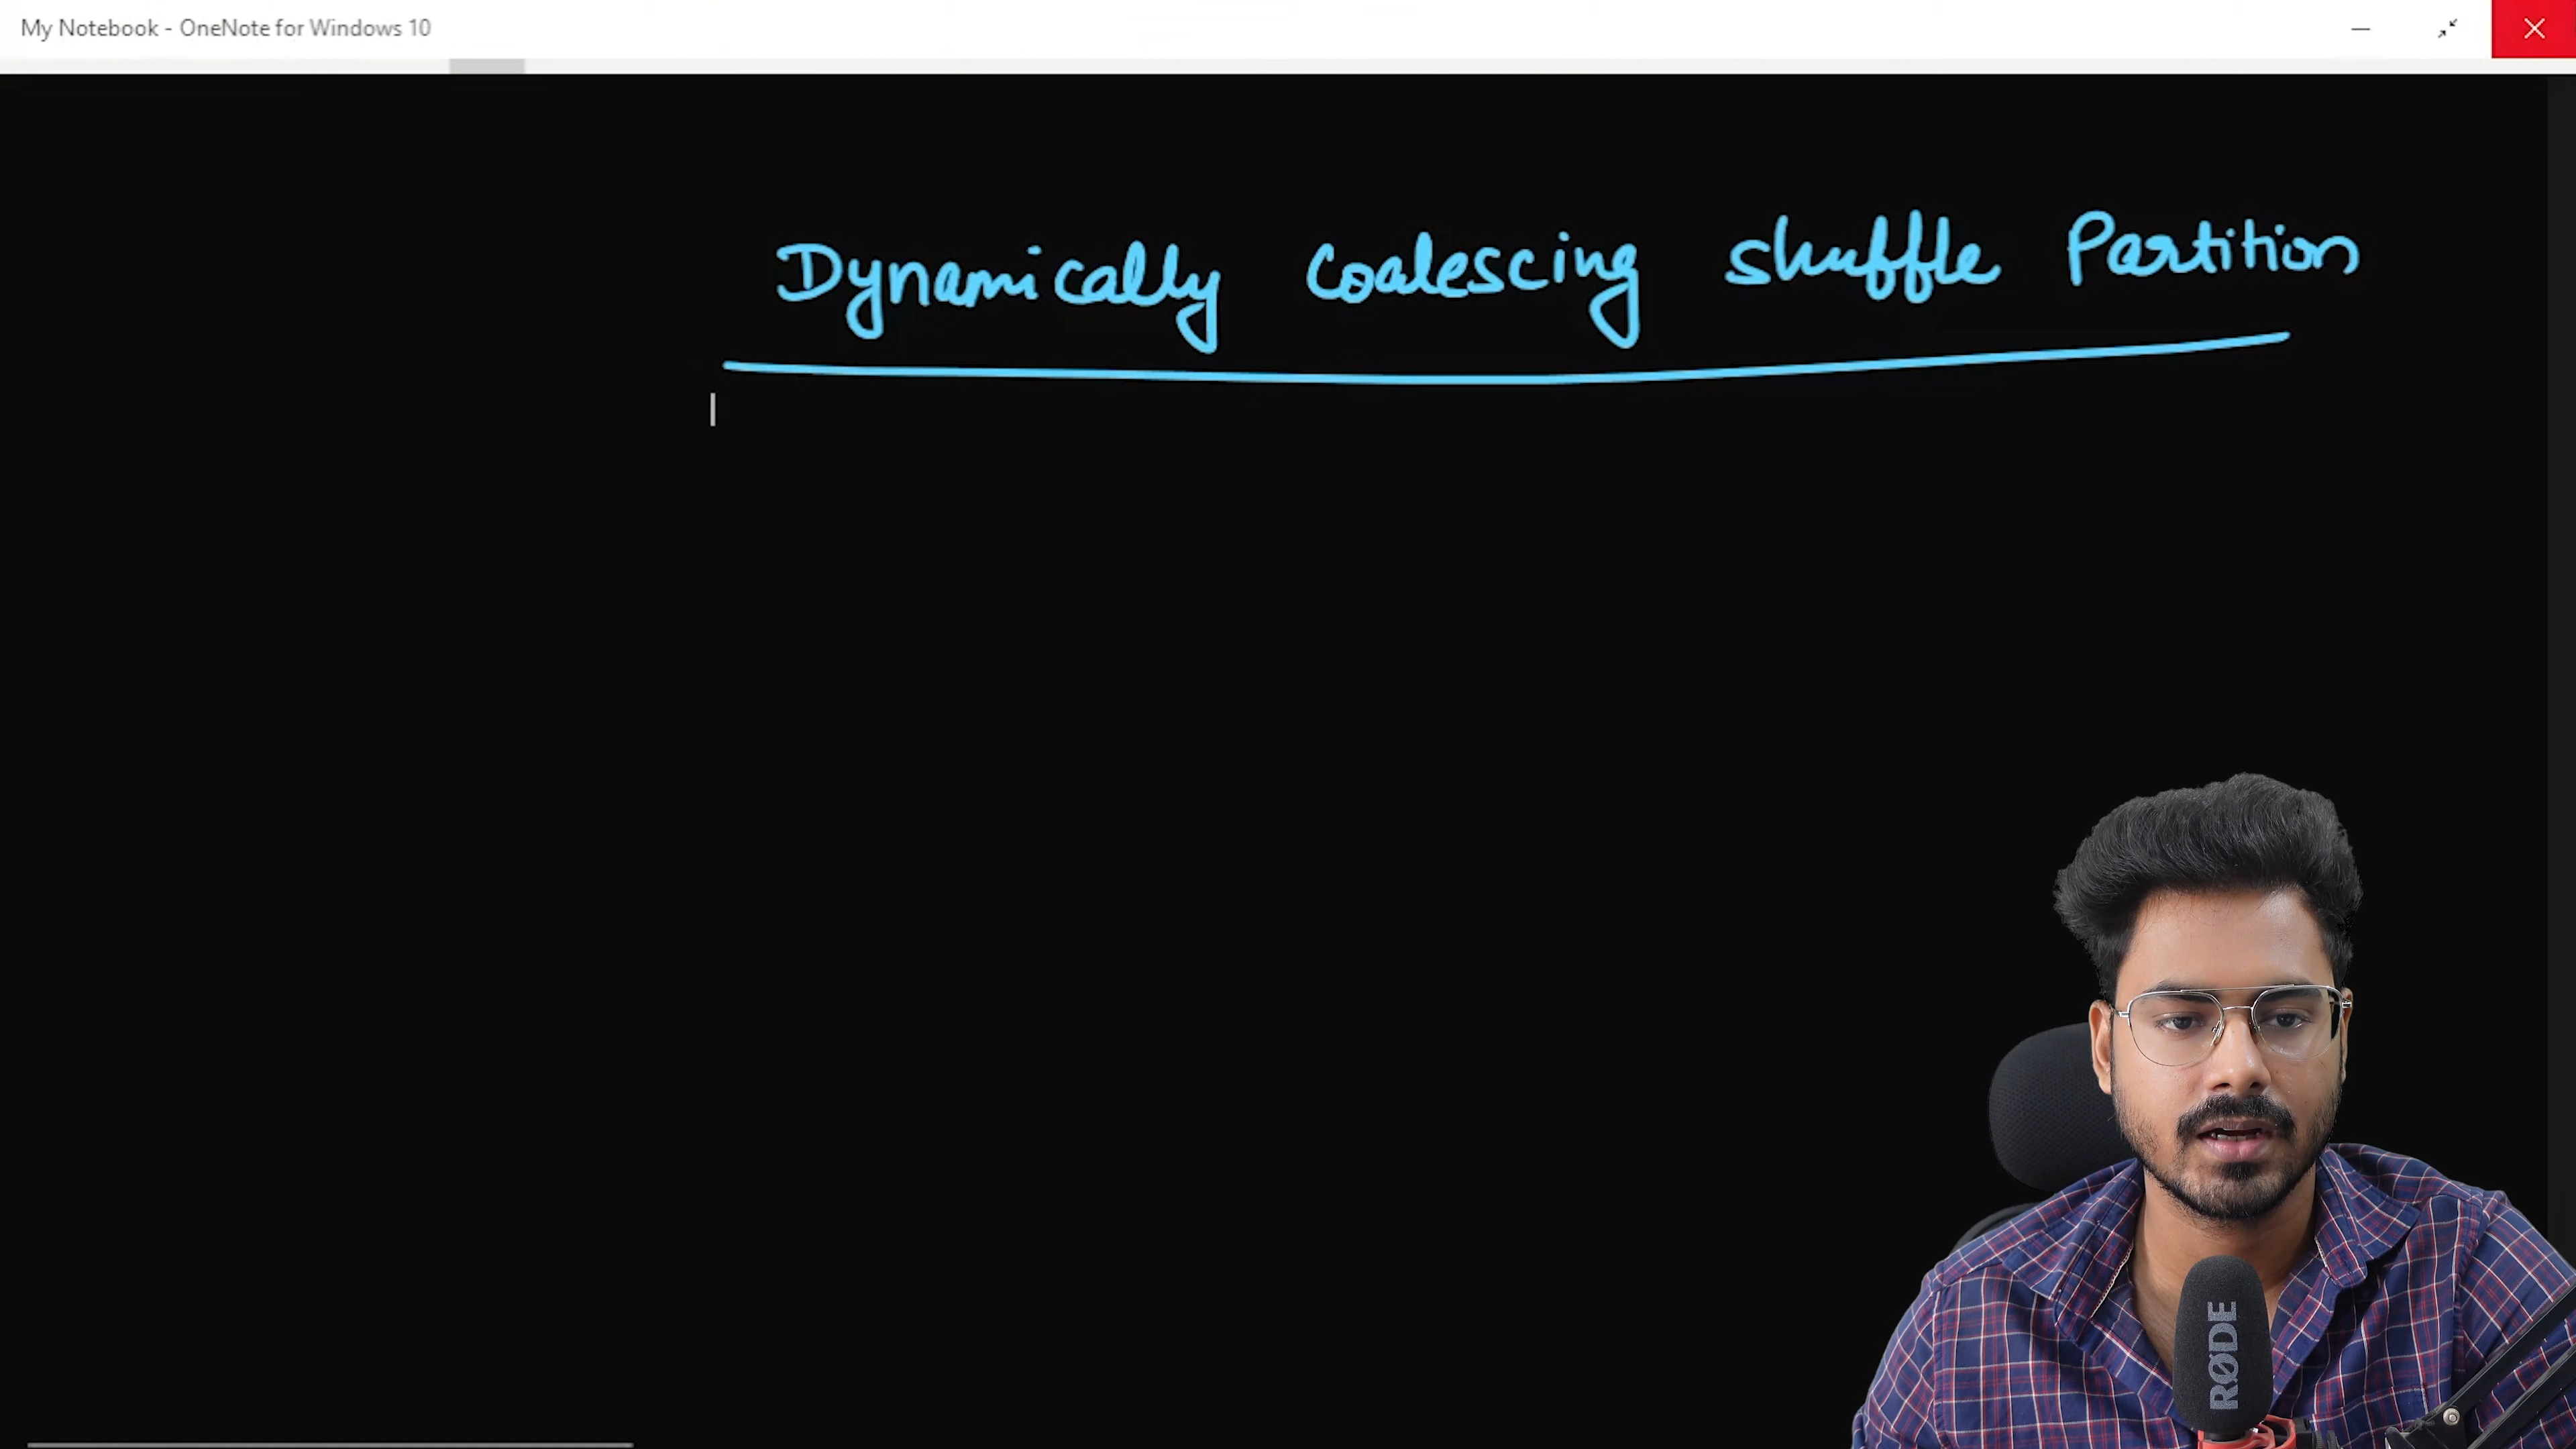 My Notebook - OneNote for Windows 10
Dynamically coalescing shuffle Partition
RØDE